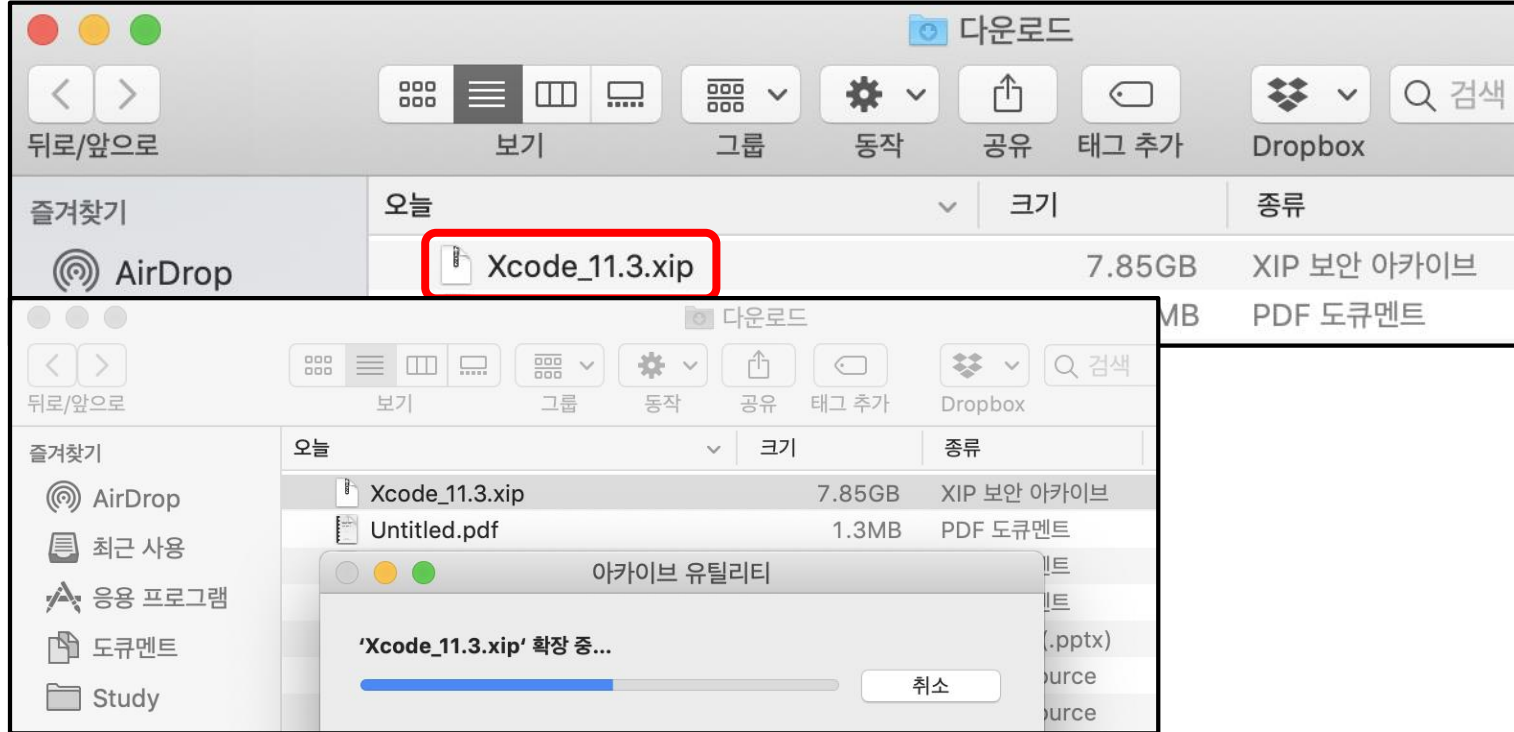 다운로드
검색
뒤로/앞으로 보기 그룹 동작 공유 태그 추가 Dropbox
즐겨찾기
오늘 크기 종류
AirDrop
Xcode_11.3.xip 7.85GB XIP 보안 아카이브
MB PDF 도큐멘트
다운로드
검색
뒤로/앞으로 보기 그룹 동작 공유 태그 추가 Dropbox
즐겨찾기
오늘 크기 종류
AirDrop
Xcode_11.3.xip 7.85GB XIP 보안 아카이브
Untitled.pdf 1.3MB PDF 도큐멘트
최근 사용
응용 프로그램
도큐멘트
Study
아카이브 유틸리티
‘Xcode_11.3.xip‘ 확장 중...
취소
(.pptx)